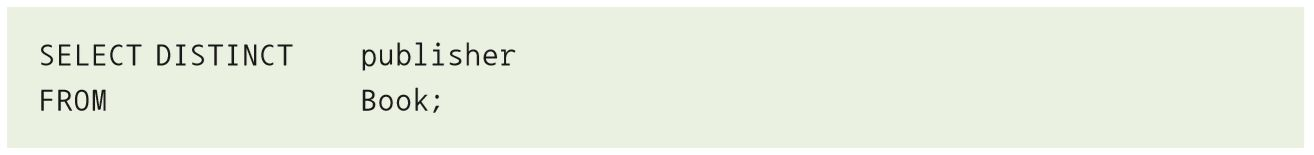 SELECT DISTINCT publisher
FROM Book;